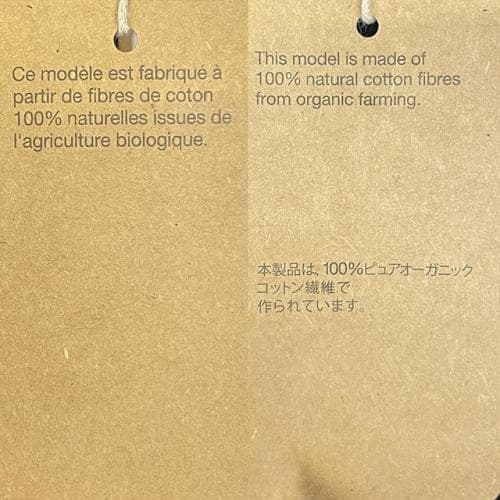 Ce modèle est fabriqué à
partir de fibres de coton
100% naturelles issues de
l'agriculture biologique.
This model is made of
100% natural cotton fibres
from organic farming.
本製品は、100%ピュアオーガニック
コットン繊維で
作られています。